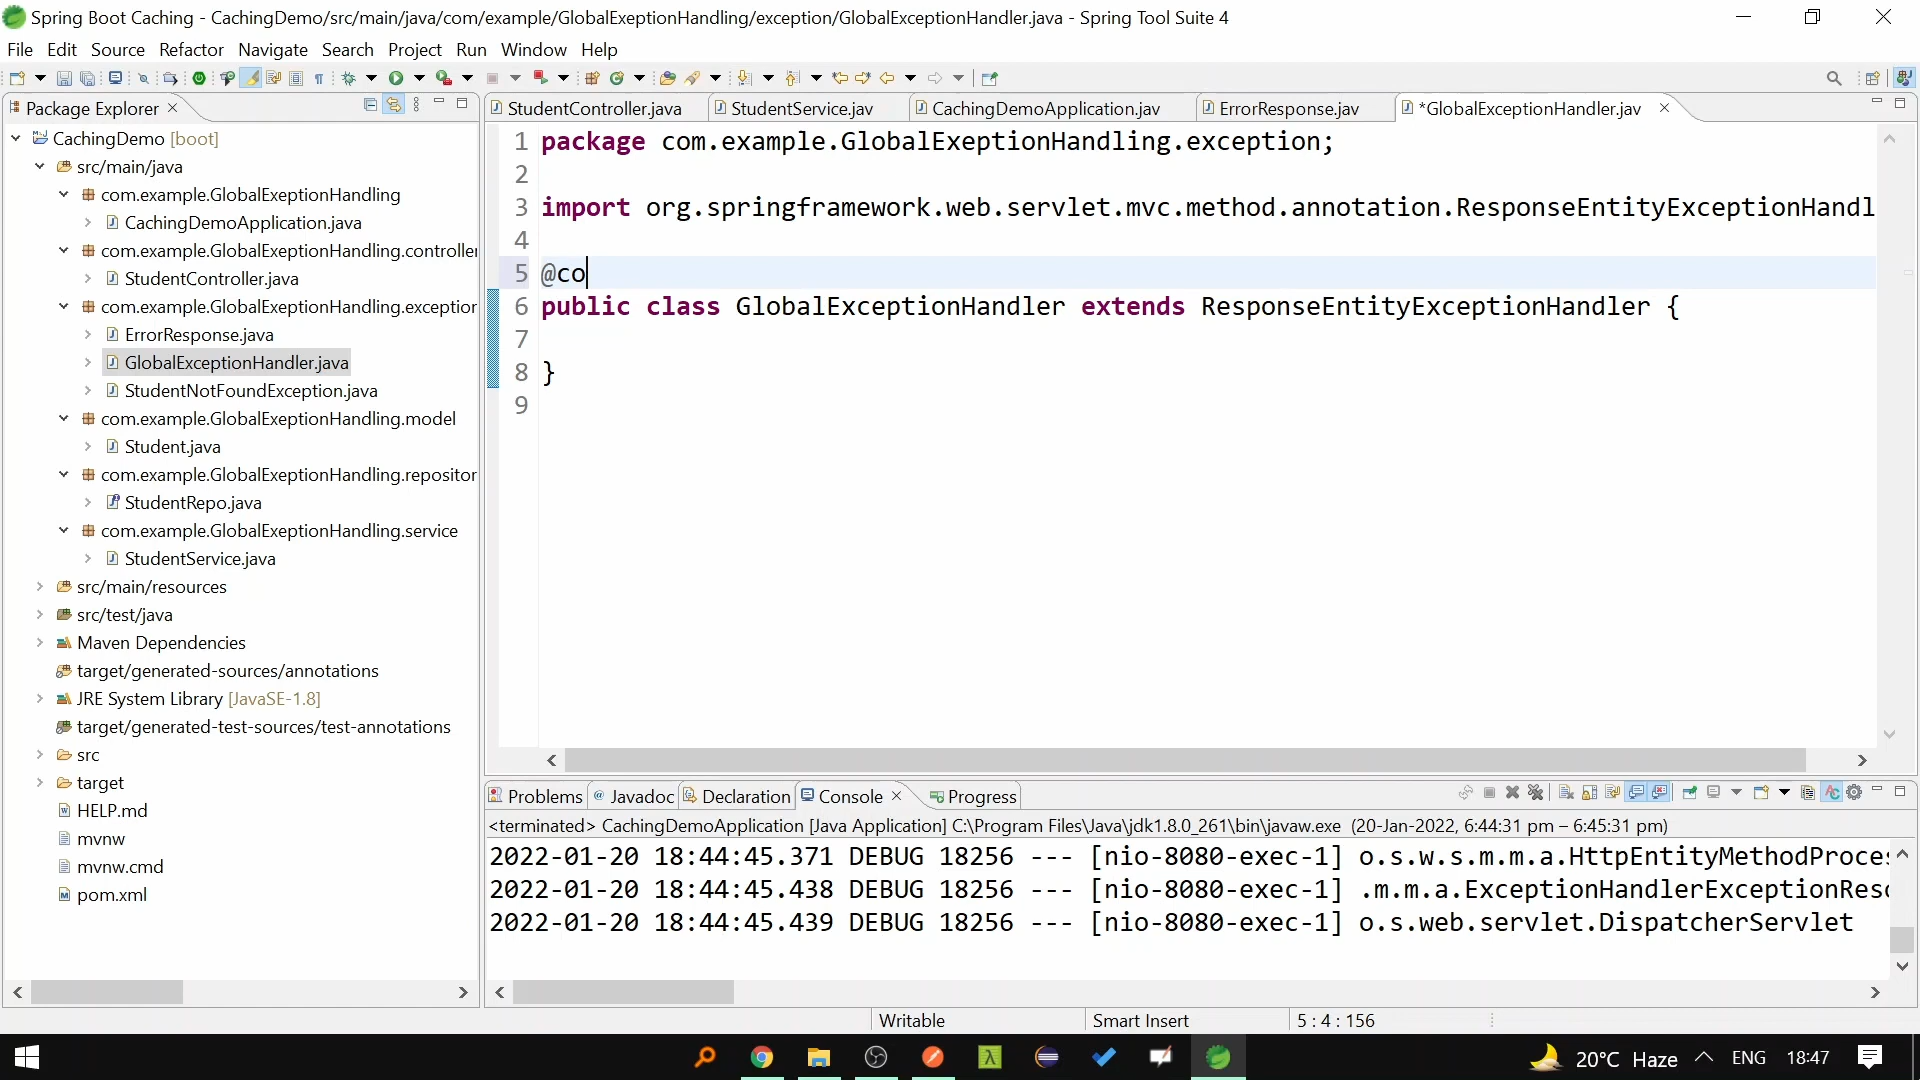 Spring Boot Caching - CachingDemo/src/main/java/com/example/GlobalExeptionHandling/exception/GlobalExceptionHandler.java - Spring Tool Suite 4
File Edit Source Refactor Navigate Search Project Run Window Help
Package Explorer
CachingDemo [boot]
src/main/java
com.example.GlobalExeptionHandling
CachingDemoApplication.java
com.example.GlobalExeptionHandling.controller
StudentController.java
com.example.GlobalExeptionHandling.exception
ErrorResponse.java
GlobalExceptionHandler.java
StudentNotFoundException.java
com.example.GlobalExeptionHandling.model
Student.java
com.example.GlobalExeptionHandling.repositor
StudentRepo.java
com.example.GlobalExeptionHandling.service
StudentService.java
src/main/resources
src/test/java
Maven Dependencies
target/generated-sources/annotations
JRE System Library [JavaSE-1.8]
target/generated-test-sources/test-annotations
src
target
HELP.md
mvnw
mvnw.cmd
pom.xml
StudentController.java StudentService.jav CachingDemoApplication.jav ErrorResponse.jav *GlobalExceptionHandler.jav
1 package com.example.GlobalExeptionHandling.exception;
2
3 import org.springframework.web.servlet.mvc.method.annotation.ResponseEntityExceptionHandl
4
5 @co
6 public class GlobalExceptionHandler extends ResponseEntityExceptionHandler {
7
8 }
9
Problems Javadoc Declaration Console Progress
<terminated> CachingDemoApplication [Java Application] C:\Program Files\Java\jdk1.8.0_261\bin\javaw.exe (20-Jan-2022, 6:44:31 pm – 6:45:31 pm)
2022-01-20 18:44:45.371 DEBUG 18256 --- [nio-8080-exec-1] o.s.w.s.m.m.a.HttpEntityMethodProces
2022-01-20 18:44:45.438 DEBUG 18256 --- [nio-8080-exec-1] .m.m.a.ExceptionHandlerExceptionReso
2022-01-20 18:44:45.439 DEBUG 18256 --- [nio-8080-exec-1] o.s.web.servlet.DispatcherServlet
Writable Smart Insert 5 : 4 : 156
20°C Haze ENG 18:47